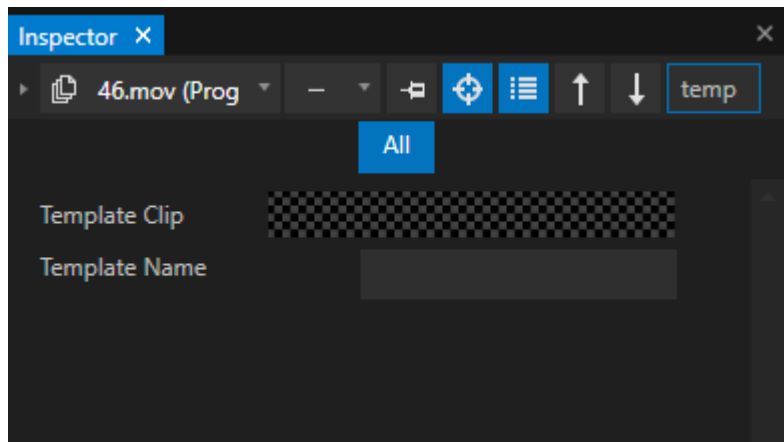 Inspector
46.mov (Prog
–
temp
All
Template Clip
Template Name